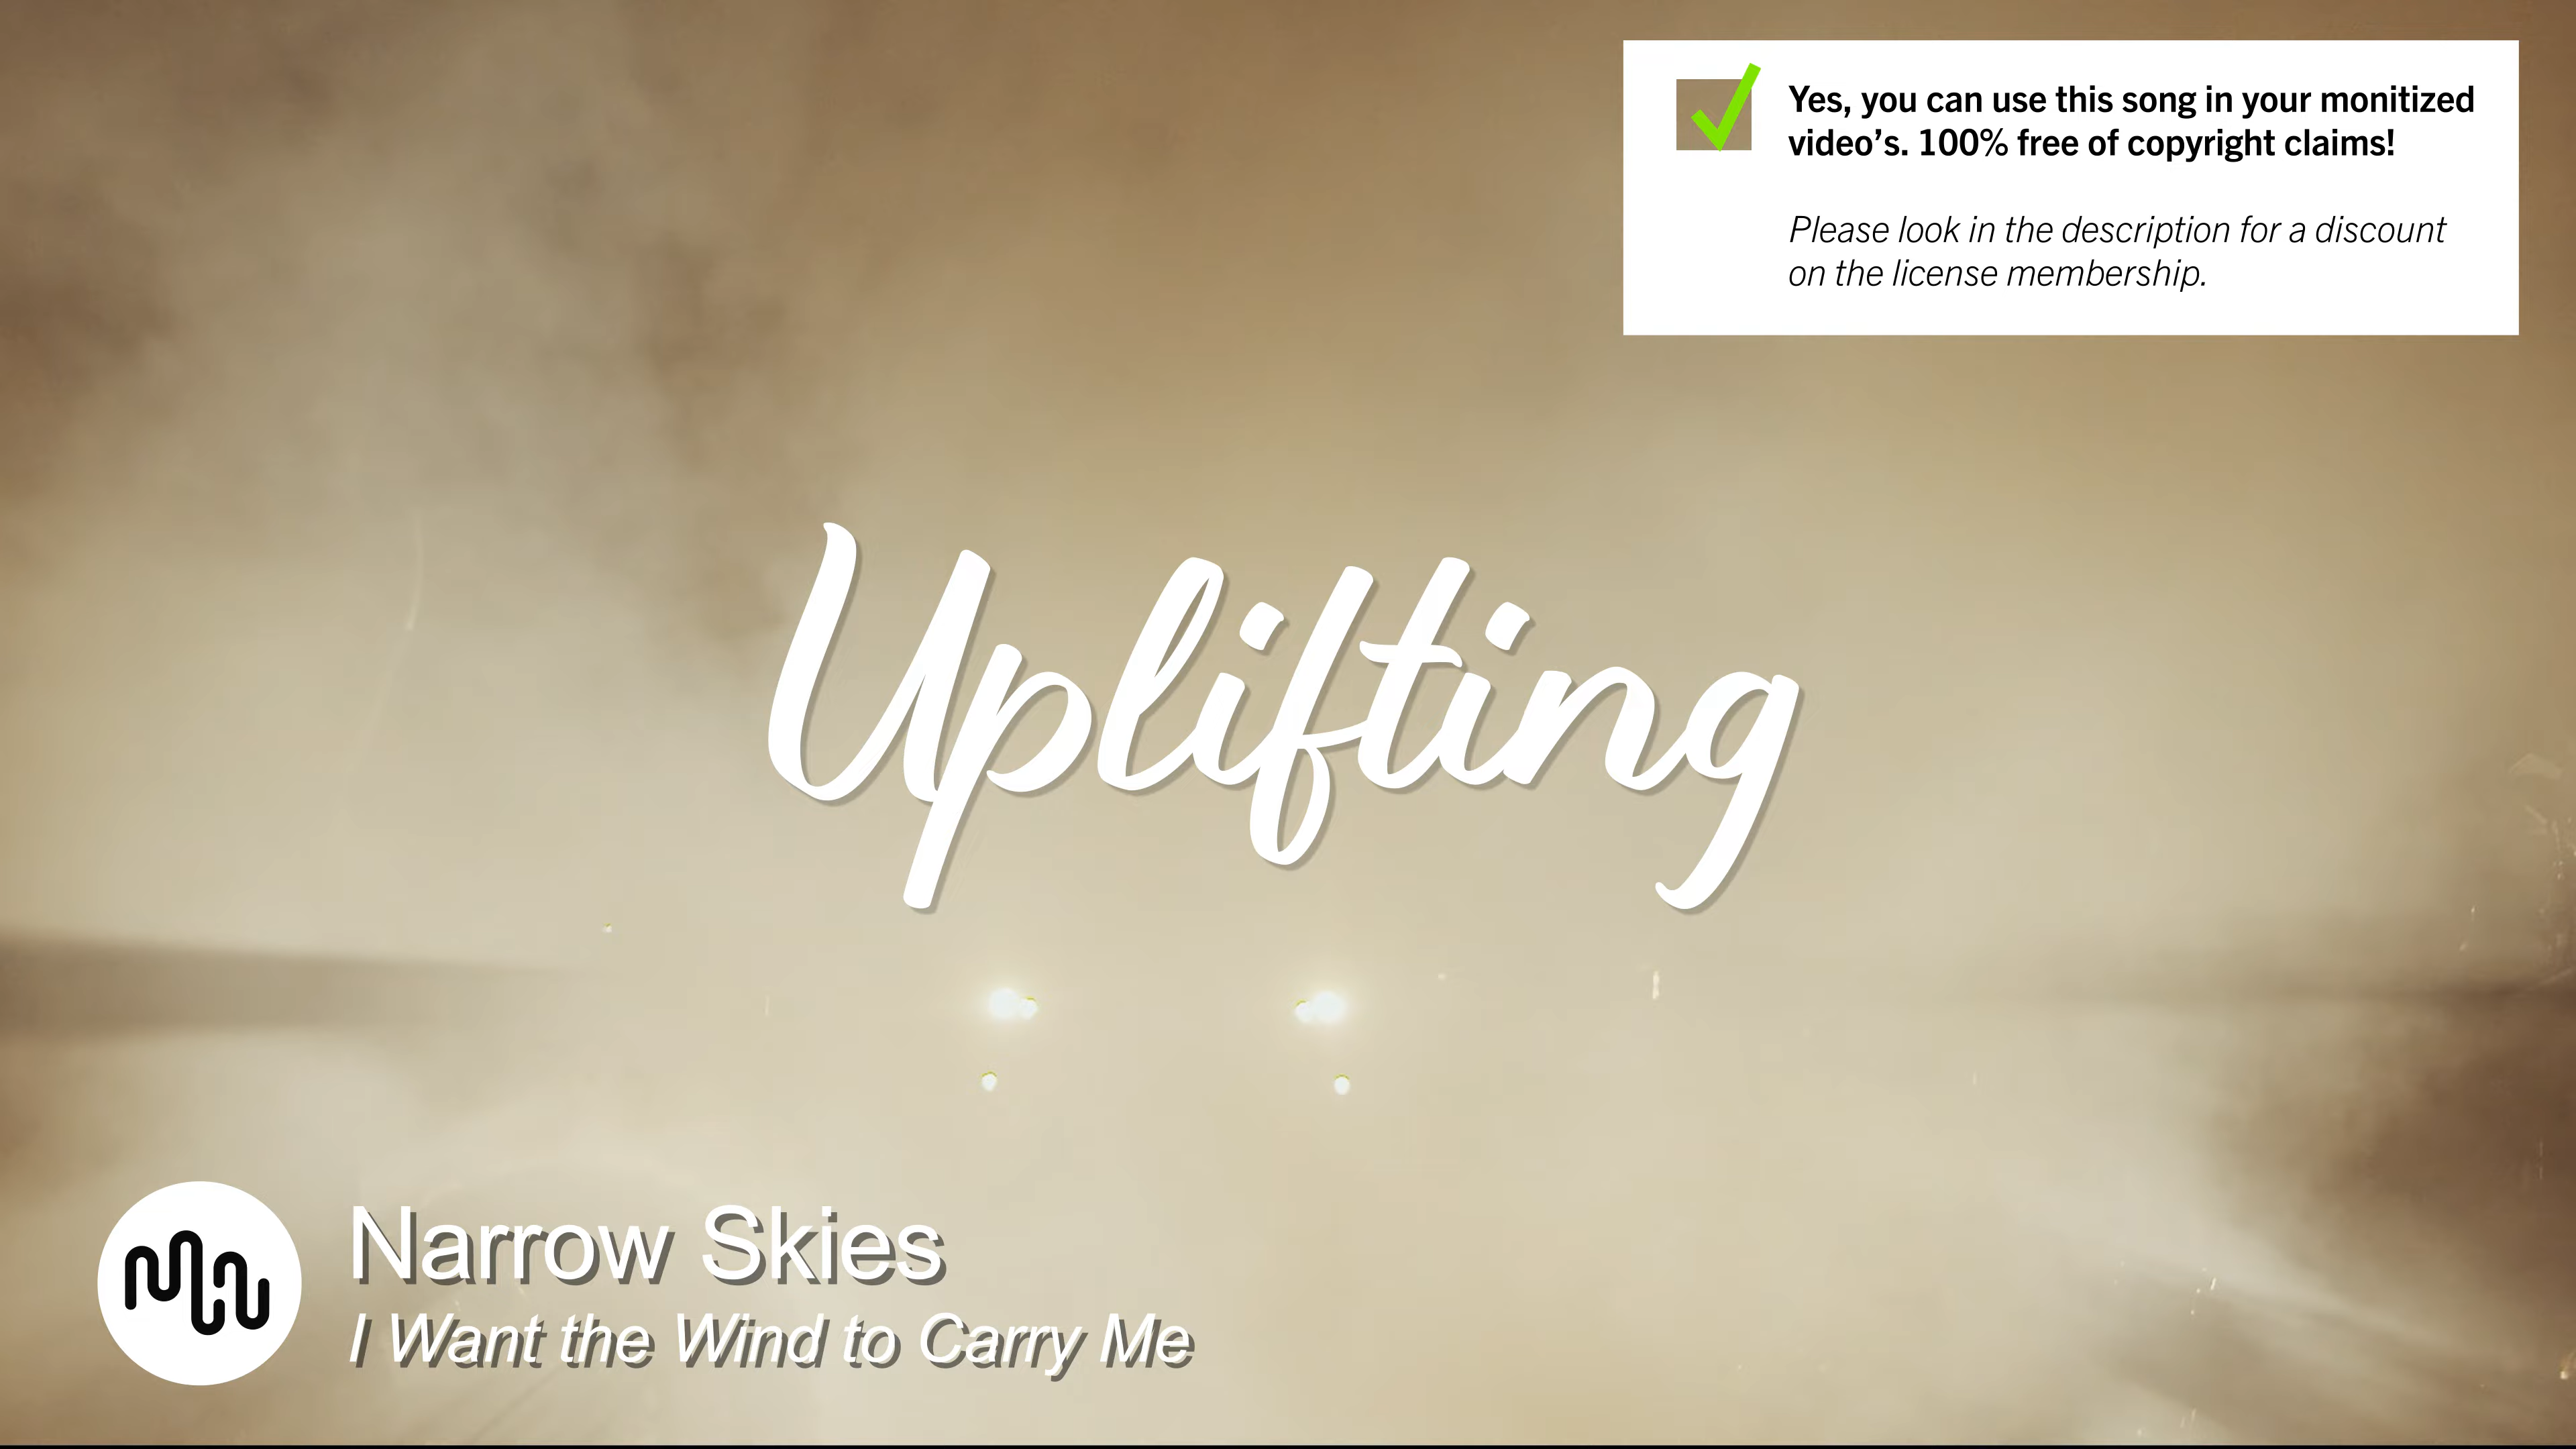 Yes, you can use this song in your monitized
video's. 100% free of copyright claims!
Please look in the description for a discount
on the license membership.
Uplifting
Narrow Skies
I Want the Wind to Carry Me